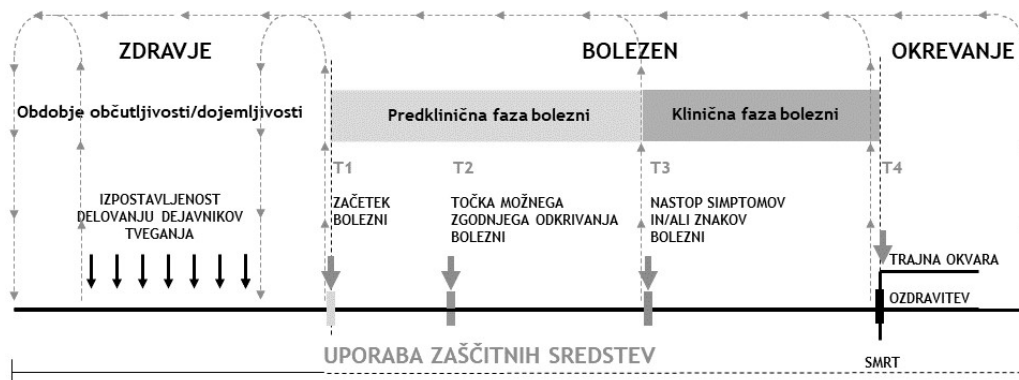 ZDRAVJE
BOLEZEN
OKREVANJE
Obdobje občutljivosti/dojemljivosti
Predklinična faza bolezni
Klinična faza bolezni
T1
T2
T3
T4
IZPOSTAVLJENOST
DELOVANJU DEJAVNIKOV
TVEGANJA
ZAČETEK
BOLEZNI
TOČKA MOŽNEGA
ZGODNJEGA ODKRIVANJA
BOLEZNI
NASTOP SIMPTOMOV
IN/ALI ZNAKOV
BOLEZNI
TRAJNA OKVARA
OZDRAVITEV
SMRT
UPORABA ZAŠČITNIH SREDSTEV